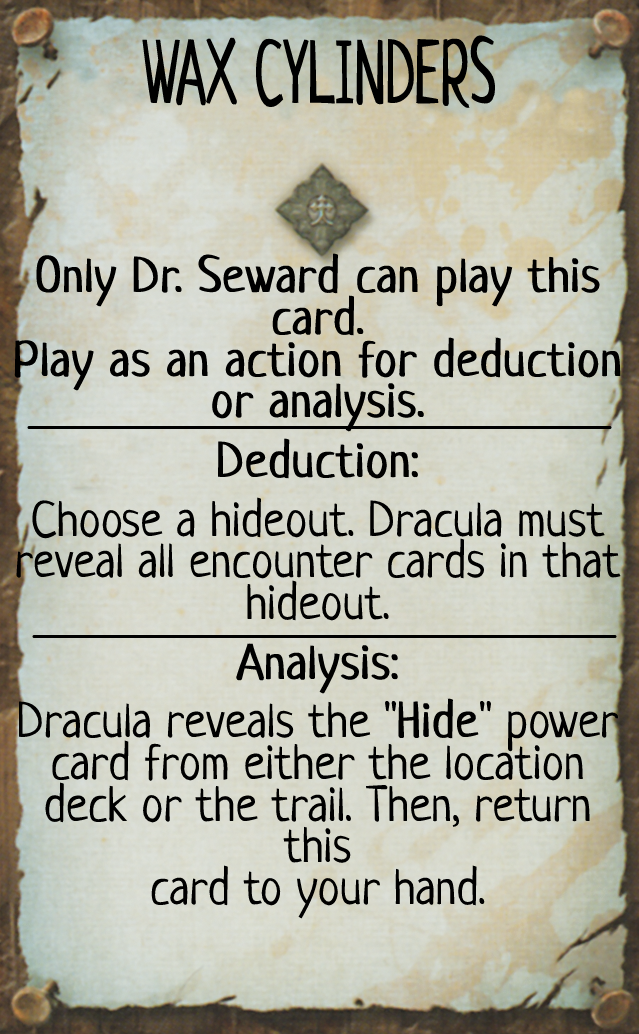 WAX CYLINDERS
Only Dr. Seward can play this
card.
Play as an action for deduction
or analysis.
Deduction:
Choose a hideout. Dracula must
reveal all encounter cards in that
hideout.
Analysis:
Dracula reveals the "Hide" power
card from either the location
deck or the trail. Then, return
this
card to your hand.